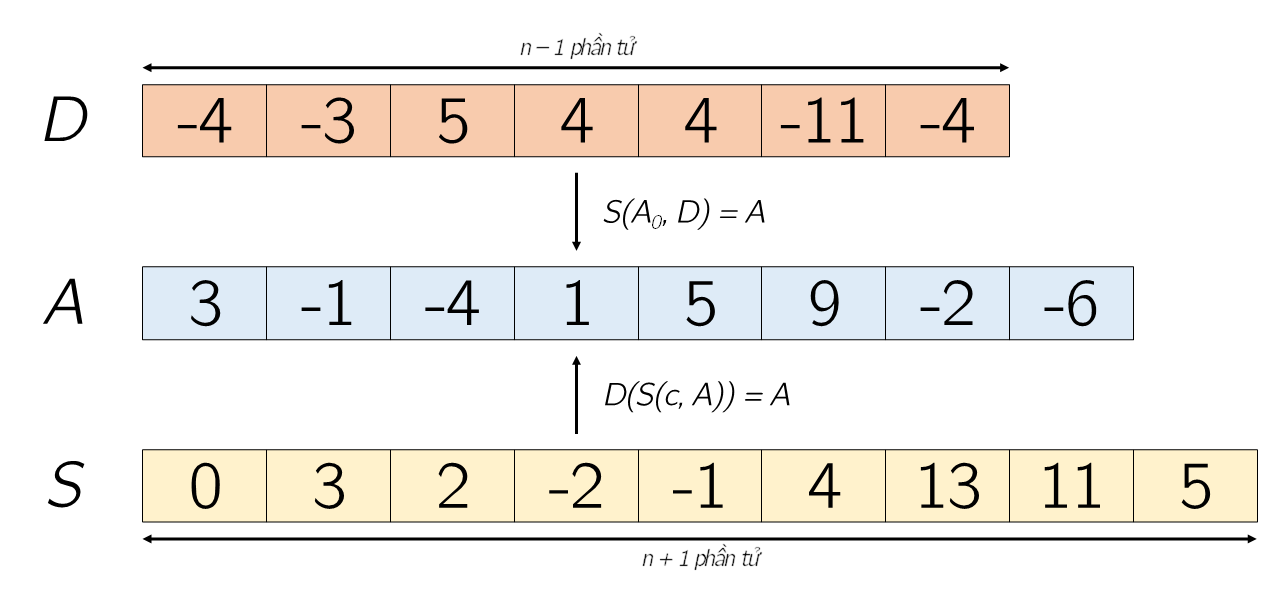 n – 1 phần tử
D -4 -3 5 4 4 -11 -4
S(A₀, D) = A
A 3 -1 -4 1 5 9 -2 -6
D(S(c, A)) = A
S 0 3 2 -2 -1 4 13 11 5
n + 1 phần tử